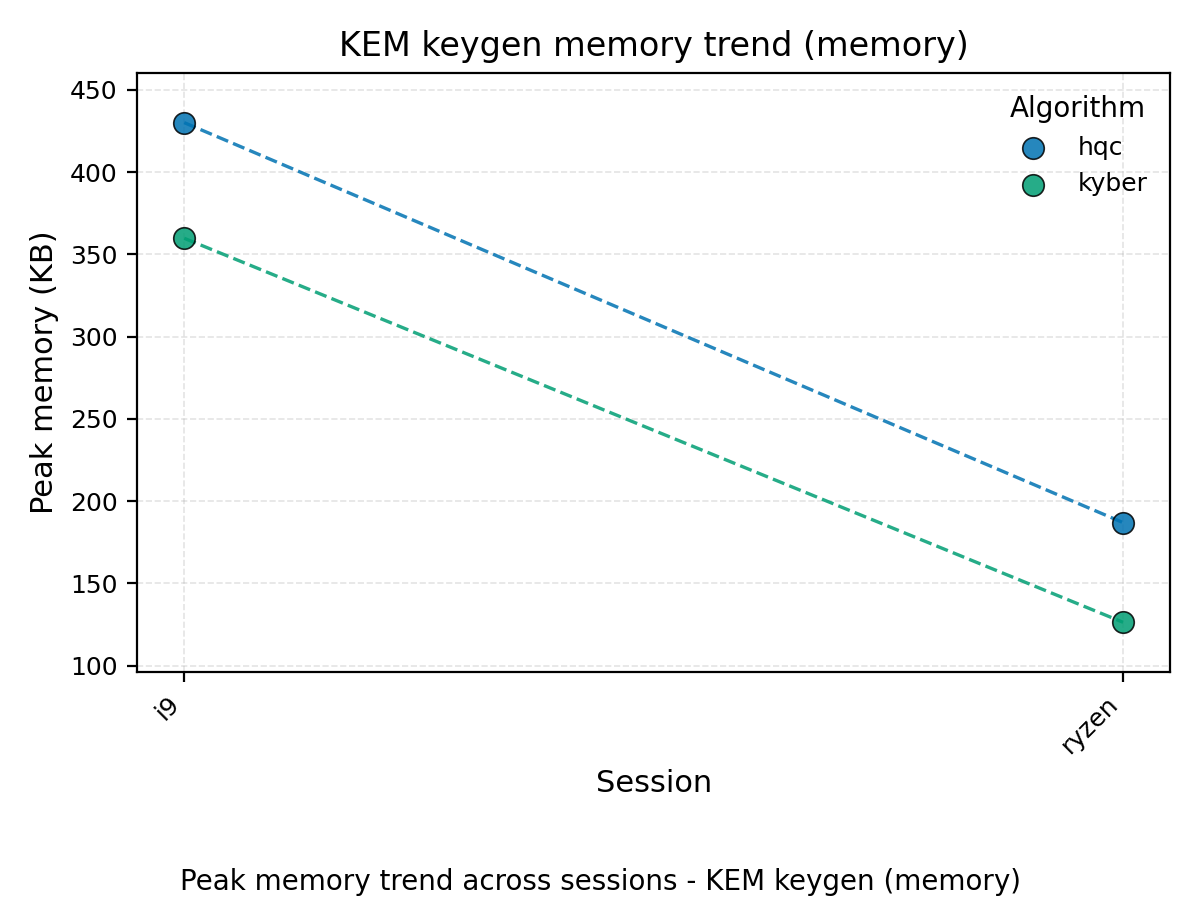 KEM keygen memory trend (memory)
Peak memory (KB)
450
400
350
300
250
200
150
100
Algorithm
hqc
kyber
i9
ryzen
Session
Peak memory trend across sessions - KEM keygen (memory)